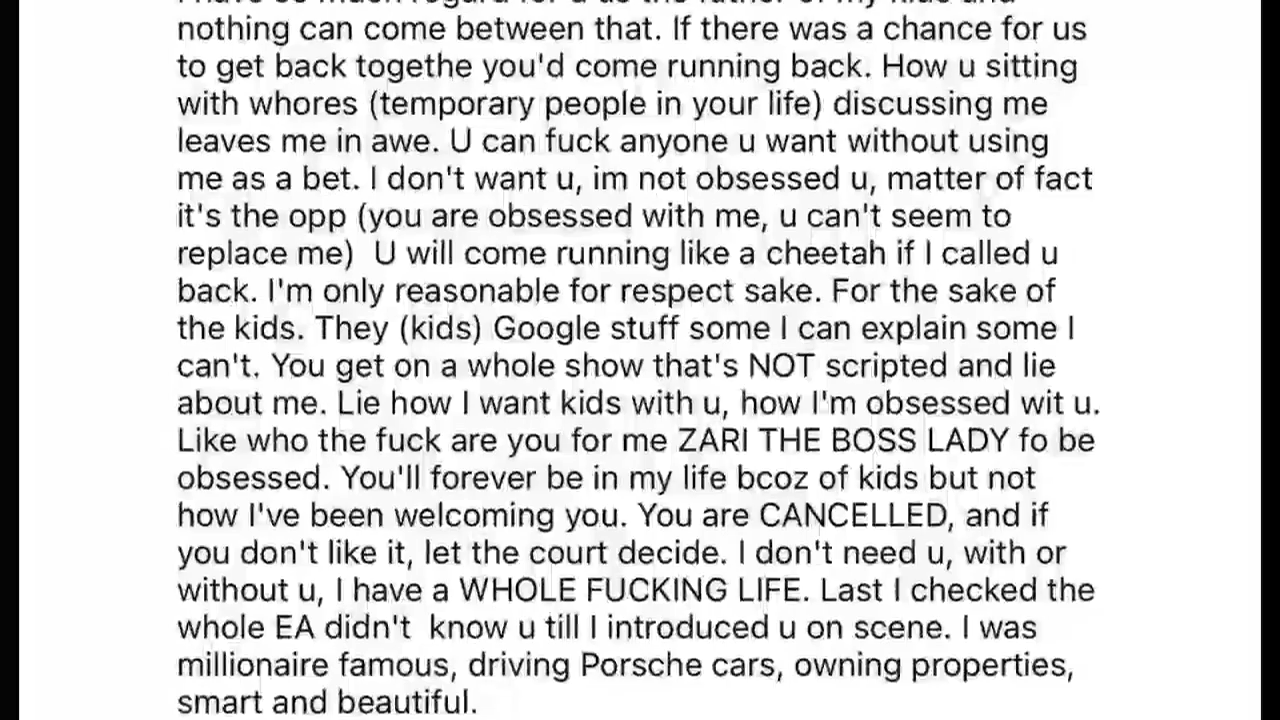 nothing can come between that. If there was a chance for us
to get back togethe you'd come running back. How u sitting
with whores (temporary people in your life) discussing me
leaves me in awe. U can fuck anyone u want without using
me as a bet. I don't want u, im not obsessed u, matter of fact
it's the opp (you are obsessed with me, u can't seem to
replace me)  U will come running like a cheetah if I called u
back. I'm only reasonable for respect sake. For the sake of
the kids. They (kids) Google stuff some I can explain some I
can't. You get on a whole show that's NOT scripted and lie
about me. Lie how I want kids with u, how I'm obsessed wit u.
Like who the fuck are you for me ZARI THE BOSS LADY fo be
obsessed. You'll forever be in my life bcoz of kids but not
how I've been welcoming you. You are CANCELLED, and if
you don't like it, let the court decide. I don't need u, with or
without u, I have a WHOLE FUCKING LIFE. Last I checked the
whole EA didn't  know u till I introduced u on scene. I was
millionaire famous, driving Porsche cars, owning properties,
smart and beautiful.